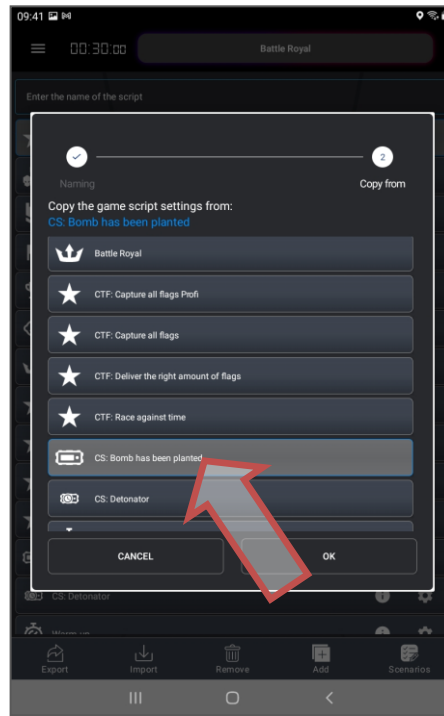 09:41
00:30:00
Battle Royal
Enter the name of the script
2
Naming
Copy from
Copy the game script settings from:
CS: Bomb has been planted
Battle Royal
CTF: Capture all flags Profi
CTF: Capture all flags
CTF: Deliver the right amount of flags
CTF: Race against time
CS: Bomb has been planted
CS: Detonator
CANCEL
OK
CS: Detonator
Warm up
Export
Import
Remove
Add
Scenarios